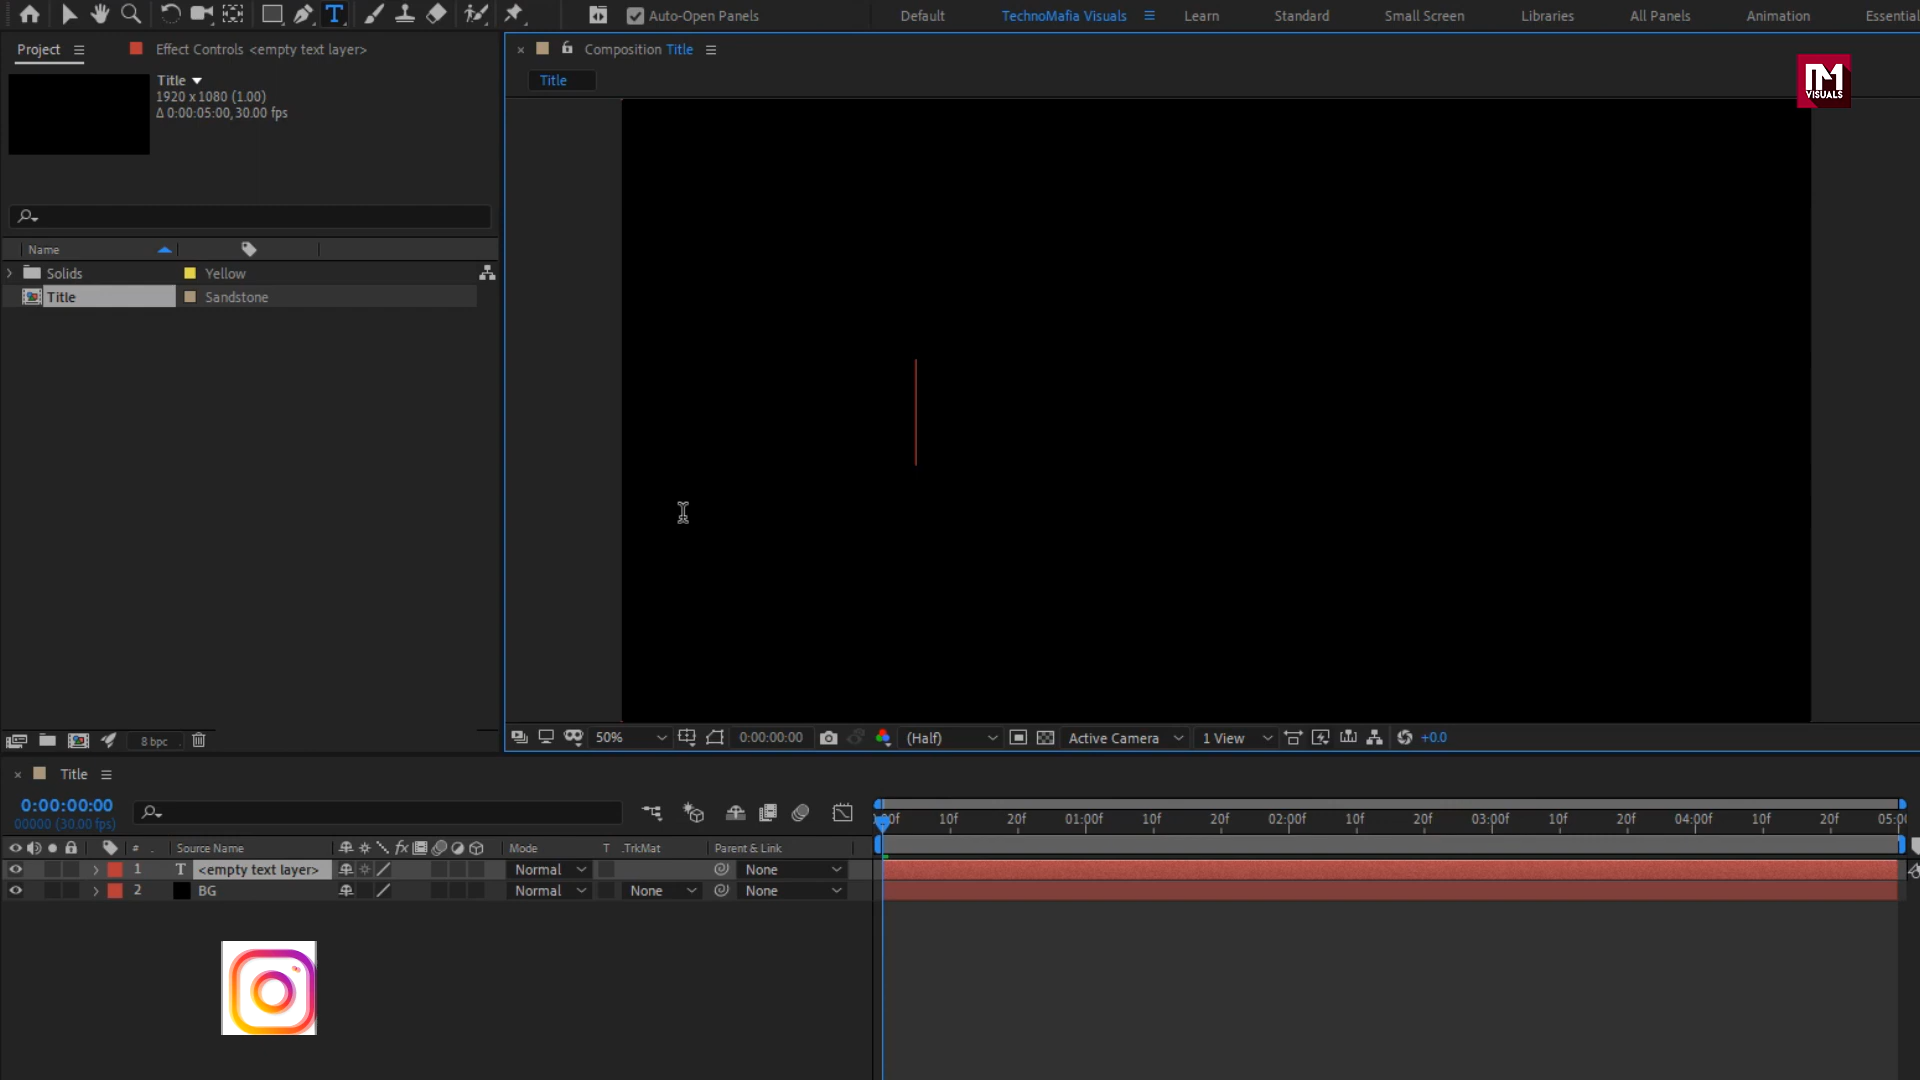 Auto-Open Panels
Default
TechnoMafia Visuals
Learn
Standard
Small Screen
Libraries
All Panels
Animation
Essential
Project
Effect Controls <empty text layer>
Composition Title
Title
1920 x 1080 (1.00)
Δ 0:00:05:00, 30.00 fps
Title
VISUALS
Name
Solids
Yellow
Title
Sandstone
8 bpc
50%
0:00:00:00
(Half)
Active Camera
1 View
+0.0
Title
0:00:00:00
00000 (30.00 fps)
:00f 10f 20f 01:00f 10f 20f 02:00f 10f 20f 03:00f 10f 20f 04:00f 10f 20f 05:00
# Source Name fx Mode T .TrkMat Parent & Link
1 T <empty text layer> Normal None
2 BG Normal None None